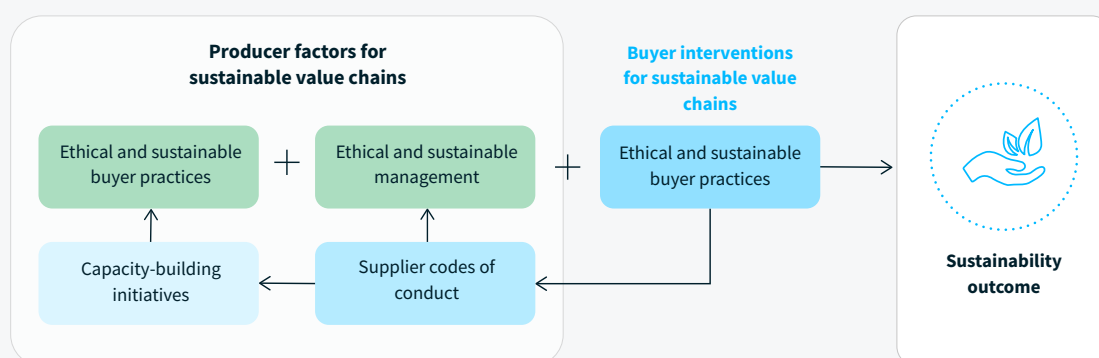 Producer factors for
sustainable value chains
Buyer interventions
for sustainable value
chains
Ethical and sustainable
buyer practices
+
Ethical and sustainable
management
+
Ethical and sustainable
buyer practices
Capacity-building
initiatives
Supplier codes of
conduct
Sustainability
outcome